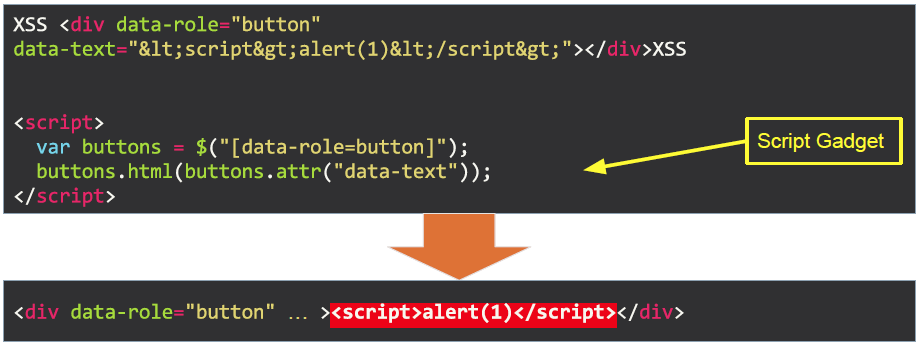 XSS <div data-role="button"
data-text="&lt;script&gt;alert(1)&lt;/script&gt;"></div>XSS
<script>
var buttons = $("[data-role=button]");
Script Gadget
buttons.html(buttons.attr("data-text"));
</script>
<div data-role="button" … ><script>alert(1)</script></div>